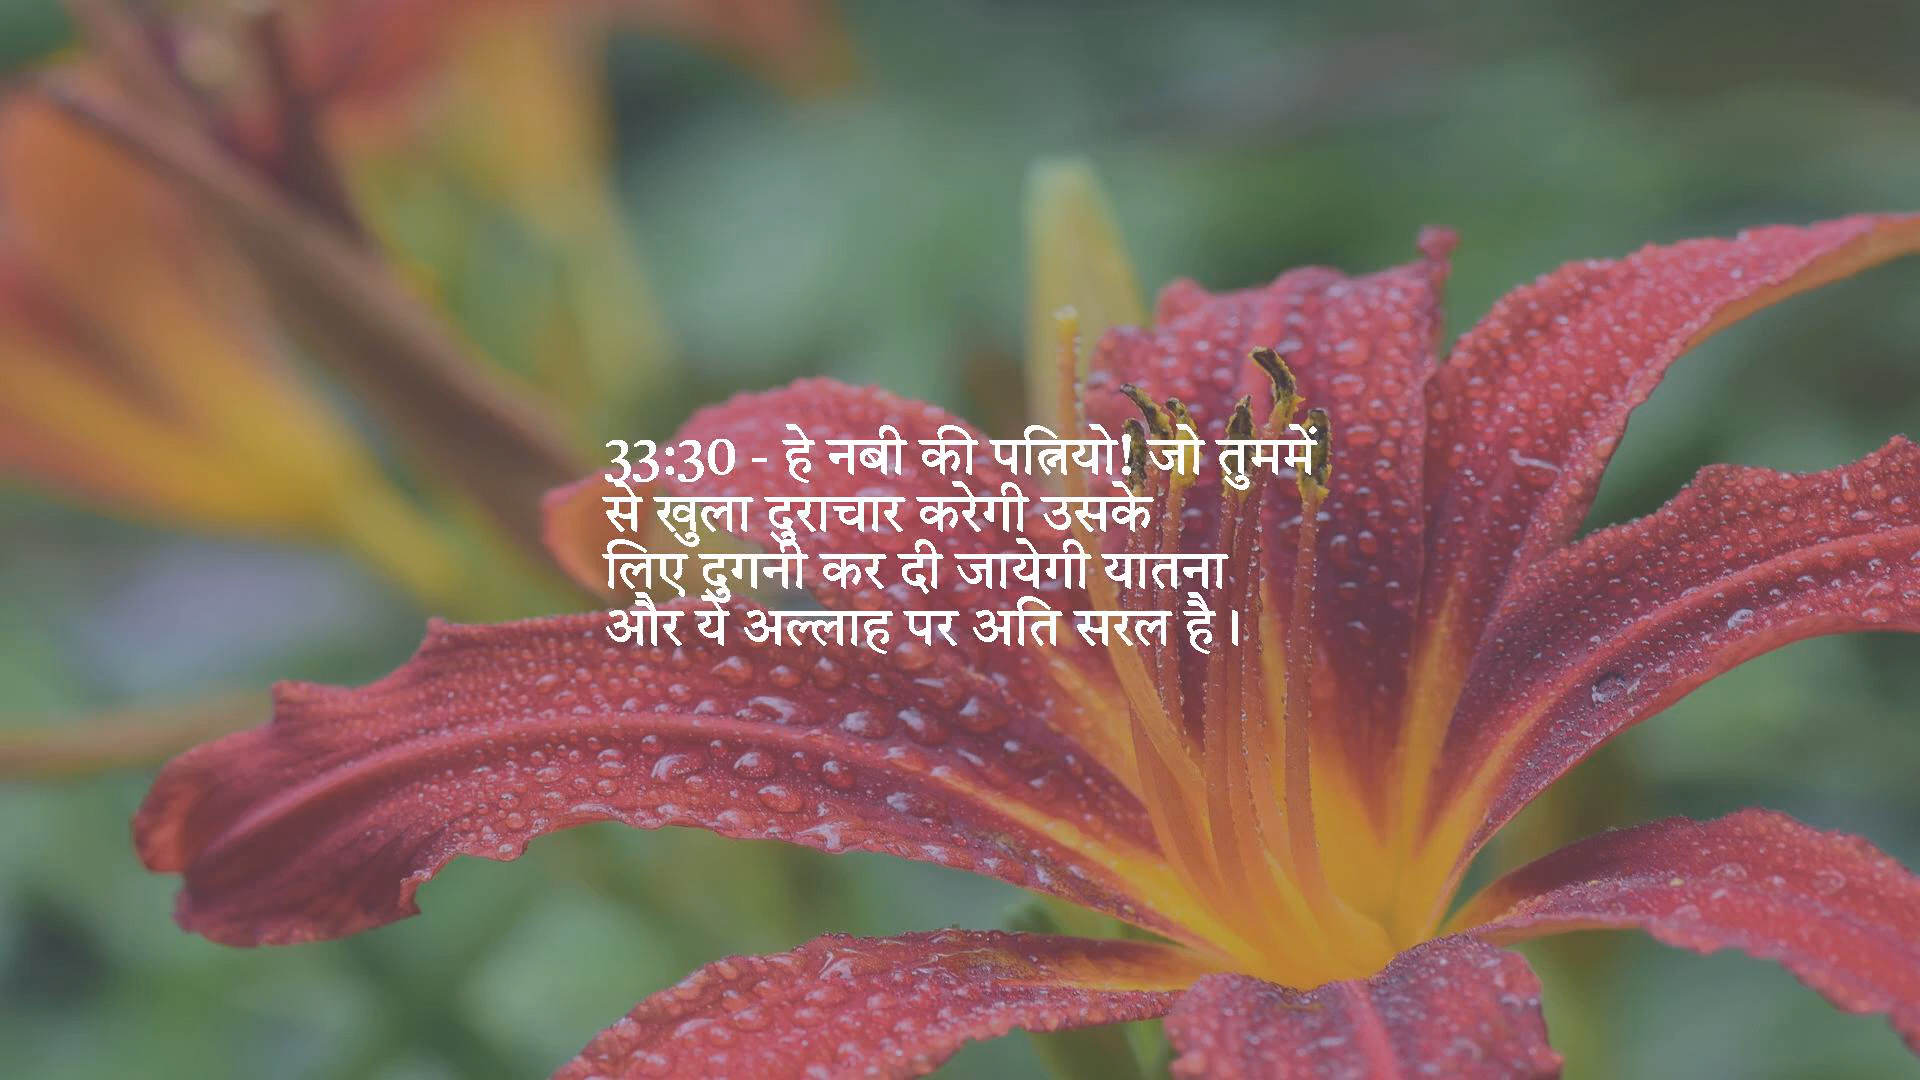 33:30 - हे नबी की पत्नियो! जो तुममें
से खुला दुराचार करेगी उसके
लिए दुगनी कर दी जायेगी यातना
और ये अल्लाह पर अति सरल है।